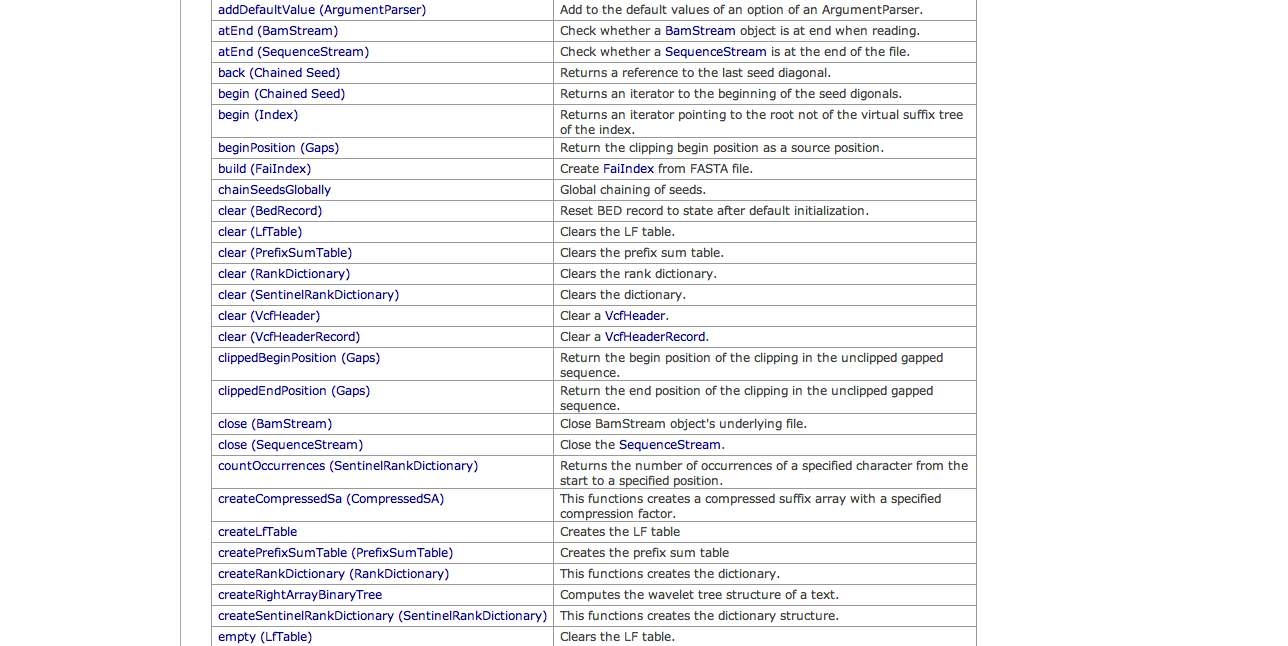 addDefaultValue (ArgumentParser) Add to the default values of an option of an ArgumentParser.
atEnd (BamStream) Check whether a BamStream object is at end when reading.
atEnd (SequenceStream) Check whether a SequenceStream is at the end of the file.
back (Chained Seed) Returns a reference to the last seed diagonal.
begin (Chained Seed) Returns an iterator to the beginning of the seed digonals.
begin (Index) Returns an iterator pointing to the root not of the virtual suffix tree
of the index.
beginPosition (Gaps) Return the clipping begin position as a source position.
build (FaiIndex) Create FaiIndex from FASTA file.
chainSeedsGlobally Global chaining of seeds.
clear (BedRecord) Reset BED record to state after default initialization.
clear (LfTable) Clears the LF table.
clear (PrefixSumTable) Clears the prefix sum table.
clear (RankDictionary) Clears the rank dictionary.
clear (SentinelRankDictionary) Clears the dictionary.
clear (VcfHeader) Clear a VcfHeader.
clear (VcfHeaderRecord) Clear a VcfHeaderRecord.
clippedBeginPosition (Gaps) Return the begin position of the clipping in the unclipped gapped
sequence.
clippedEndPosition (Gaps) Return the end position of the clipping in the unclipped gapped
sequence.
close (BamStream) Close BamStream object's underlying file.
close (SequenceStream) Close the SequenceStream.
countOccurrences (SentinelRankDictionary) Returns the number of occurrences of a specified character from the
start to a specified position.
createCompressedSa (CompressedSA) This functions creates a compressed suffix array with a specified
compression factor.
createLfTable Creates the LF table
createPrefixSumTable (PrefixSumTable) Creates the prefix sum table
createRankDictionary (RankDictionary) This functions creates the dictionary.
createRightArrayBinaryTree Computes the wavelet tree structure of a text.
createSentinelRankDictionary (SentinelRankDictionary) This functions creates the dictionary structure.
empty (LfTable) Clears the LF table.